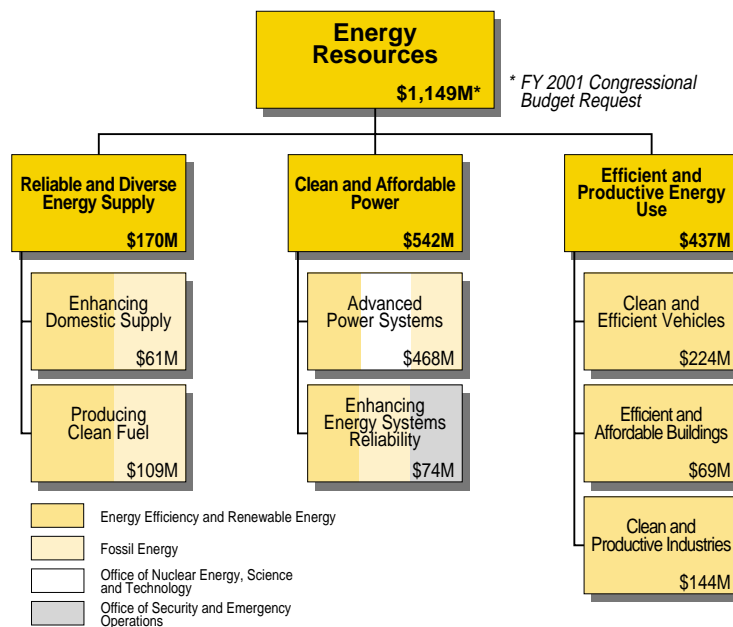 Energy
Resources
$1,149M*
* FY 2001 Congressional
Budget Request
Reliable and Diverse
Energy Supply
$170M
Clean and Affordable
Power
$542M
Efficient and
Productive Energy
Use
$437M
Enhancing
Domestic Supply
$61M
Producing
Clean Fuel
$109M
Advanced
Power Systems
$468M
Enhancing
Energy Systems
Reliability
$74M
Clean and
Efficient Vehicles
$224M
Efficient and
Affordable Buildings
$69M
Clean and
Productive Industries
$144M
Energy Efficiency and Renewable Energy
Fossil Energy
Office of Nuclear Energy, Science
and Technology
Office of Security and Emergency
Operations